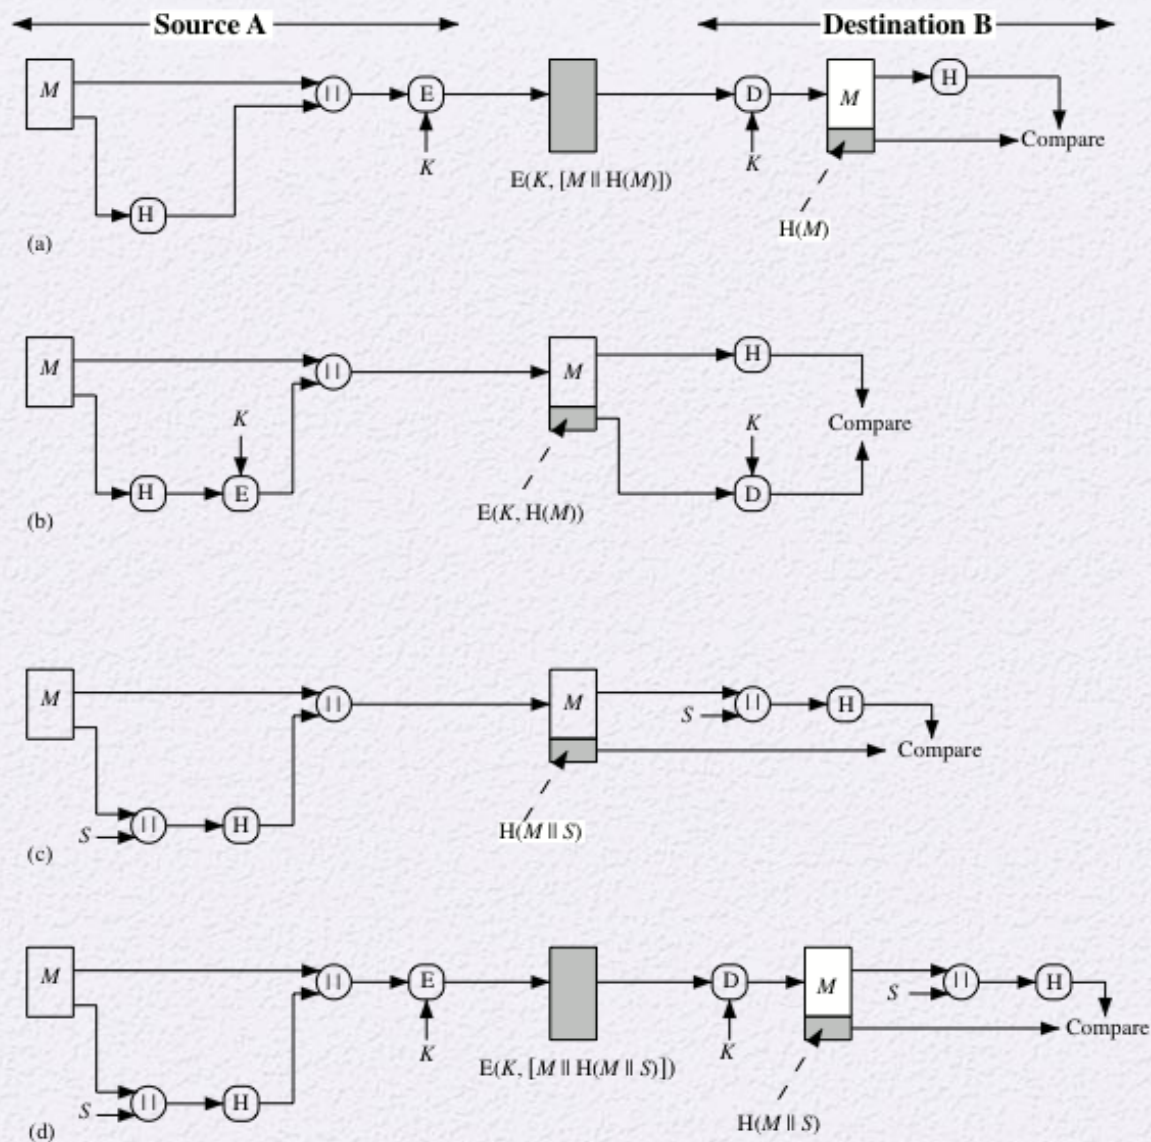 Source A Destination B
M || E D M H
K K Compare
E(K, [M || H(M)])
H H(M)
(a)
M || M H
K K Compare
H E D
E(K, H(M))
(b)
M || M || H
S Compare
S || H H(M || S)
(c)
M || E D M || H
S
K K Compare
E(K, [M || H(M || S)])
S || H H(M || S)
(d)